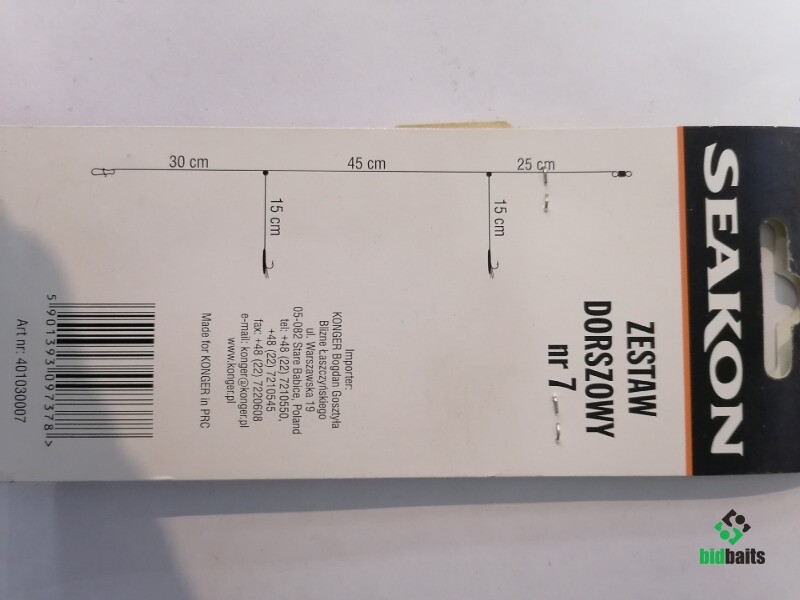 SEAKON
ZESTAW
DORSZOWY
nr 7
30 cm
45 cm
25 cm
15 cm
15 cm
Importer:
KONGER Bogdan Gosztyła
Blizne Łaszczyńskiego
ul. Warszawska 19
05-082 Stare Babice, Poland
tel: +48 (22) 7210550,
+48 (22) 7210545
fax: +48 (22) 7220608
e-mail: konger@konger.pl
www.konger.pl
Made for KONGER in PRC
5 901393 097378 >
Art nr: 401030007
bidbaits